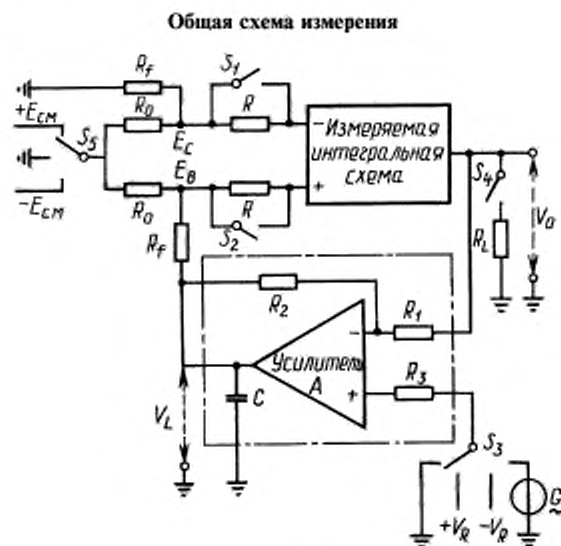 Общая схема измерения
R_f
S_1
+E_см
R_0
R
S_5
E_c
E_в
−
Измеряемая
интегральная
схема
+
−E_см
R_0
R
S_2
S_4
V_0
R_L
R_f
R_2
R_1
−
Усилитель
A
+
R_3
C
V_L
S_3
+V_R
−V_R
G
~